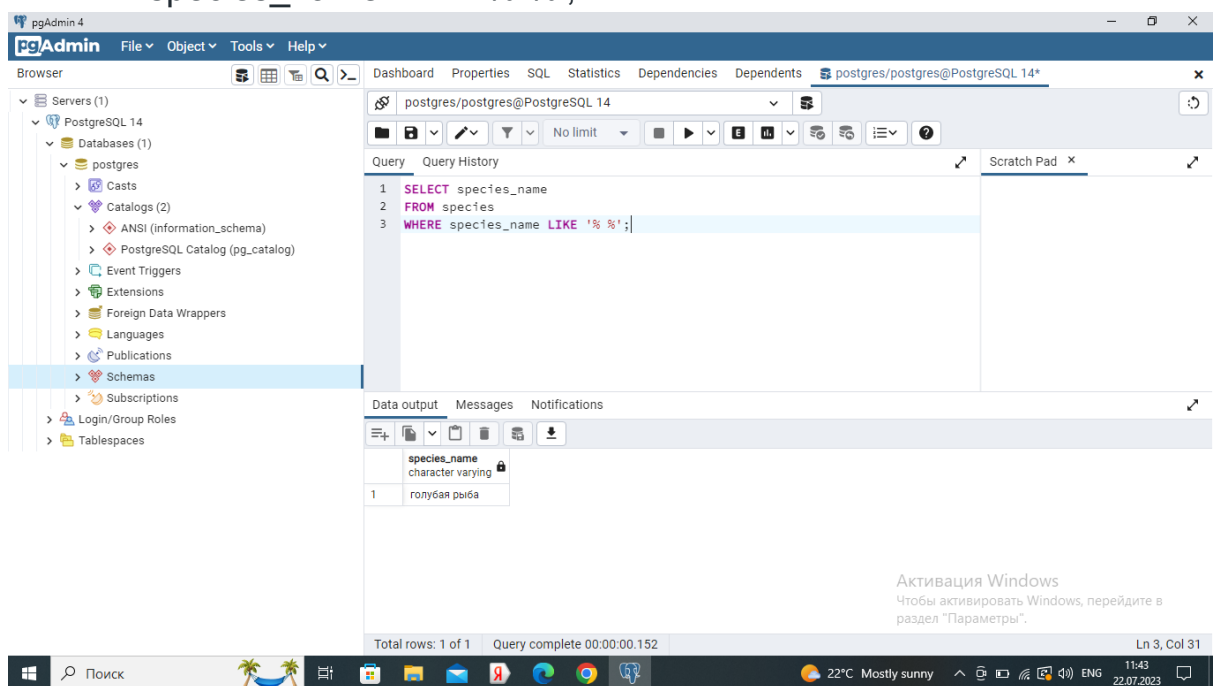 pgAdmin 4
pgAdmin File Object Tools Help
Browser
Dashboard Properties SQL Statistics Dependencies Dependents postgres/postgres@PostgreSQL 14*
Servers (1)
PostgreSQL 14
Databases (1)
postgres
Casts
Catalogs (2)
ANSI (information_schema)
PostgreSQL Catalog (pg_catalog)
Event Triggers
Extensions
Foreign Data Wrappers
Languages
Publications
Schemas
Subscriptions
Login/Group Roles
Tablespaces
postgres/postgres@PostgreSQL 14
No limit
Query Query History
Scratch Pad
1 SELECT species_name
2 FROM species
3 WHERE species_name LIKE '% %';
Data output Messages Notifications
species_name
character varying
1 голубая рыба
Активация Windows
Чтобы активировать Windows, перейдите в
раздел "Параметры".
Total rows: 1 of 1 Query complete 00:00:00.152 Ln 3, Col 31
Поиск
22°C Mostly sunny ENG 11:43
22.07.2023